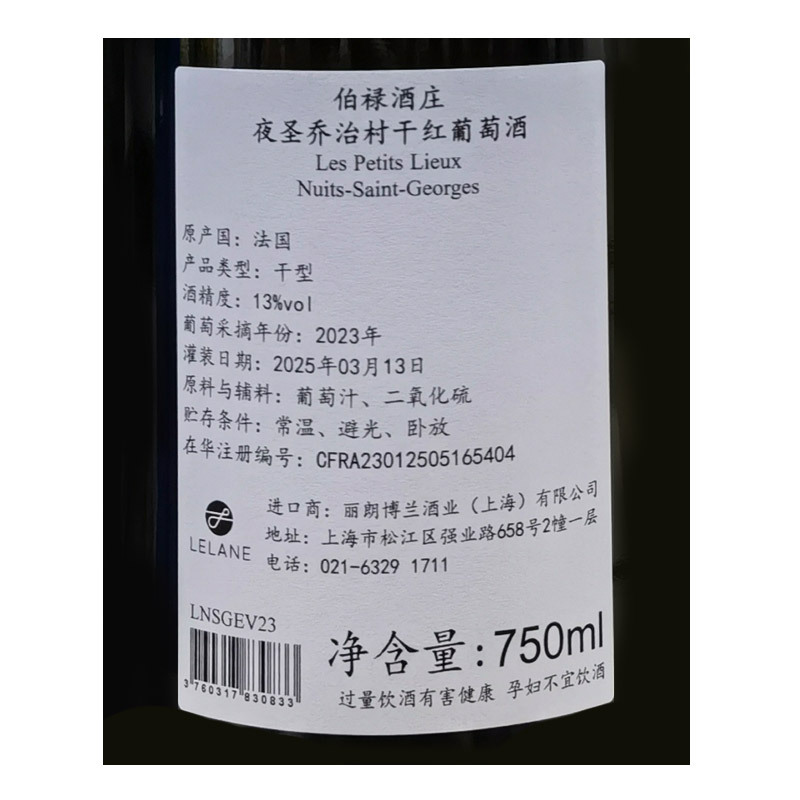 伯禄酒庄
夜圣乔治村干红葡萄酒
Les Petits Lieux
Nuits-Saint-Georges
原产国：法国
产品类型：干型
酒精度：13%vol
葡萄采摘年份：2023年
灌装日期：2025年03月13日
原料与辅料：葡萄汁、二氧化硫
贮存条件：常温、避光、卧放
在华注册编号：CFRA23012505165404
进口商：丽朗博兰酒业（上海）有限公司
地址：上海市松江区强业路658号2幢一层
电话：021-6329 1711
LELANE
LNSGEV23
3 760317 830833
净含量:750ml
过量饮酒有害健康 孕妇不宜饮酒